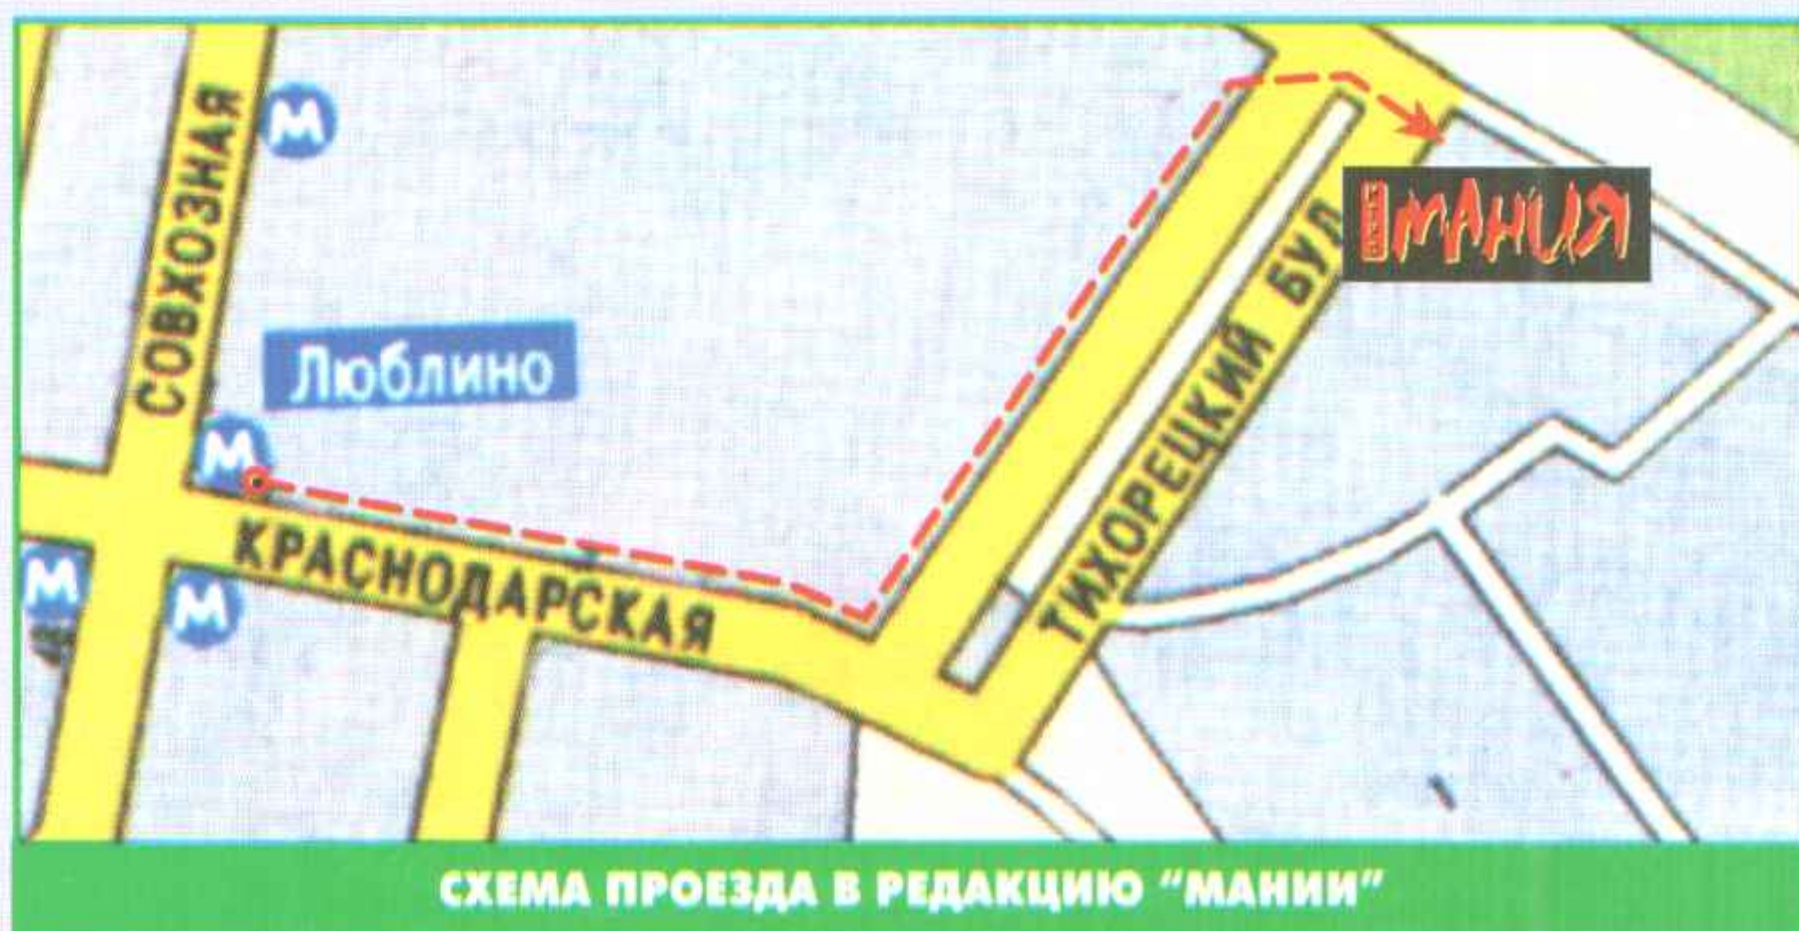 СОВХОЗНАЯ
М
Люблино
М
КРАСНОДАРСКАЯ
М
М
ТИХОРЕЦКИЙ БУЛ
МАНИЯ
СХЕМА ПРОЕЗДА В РЕДАКЦИЮ “МАНИИ”